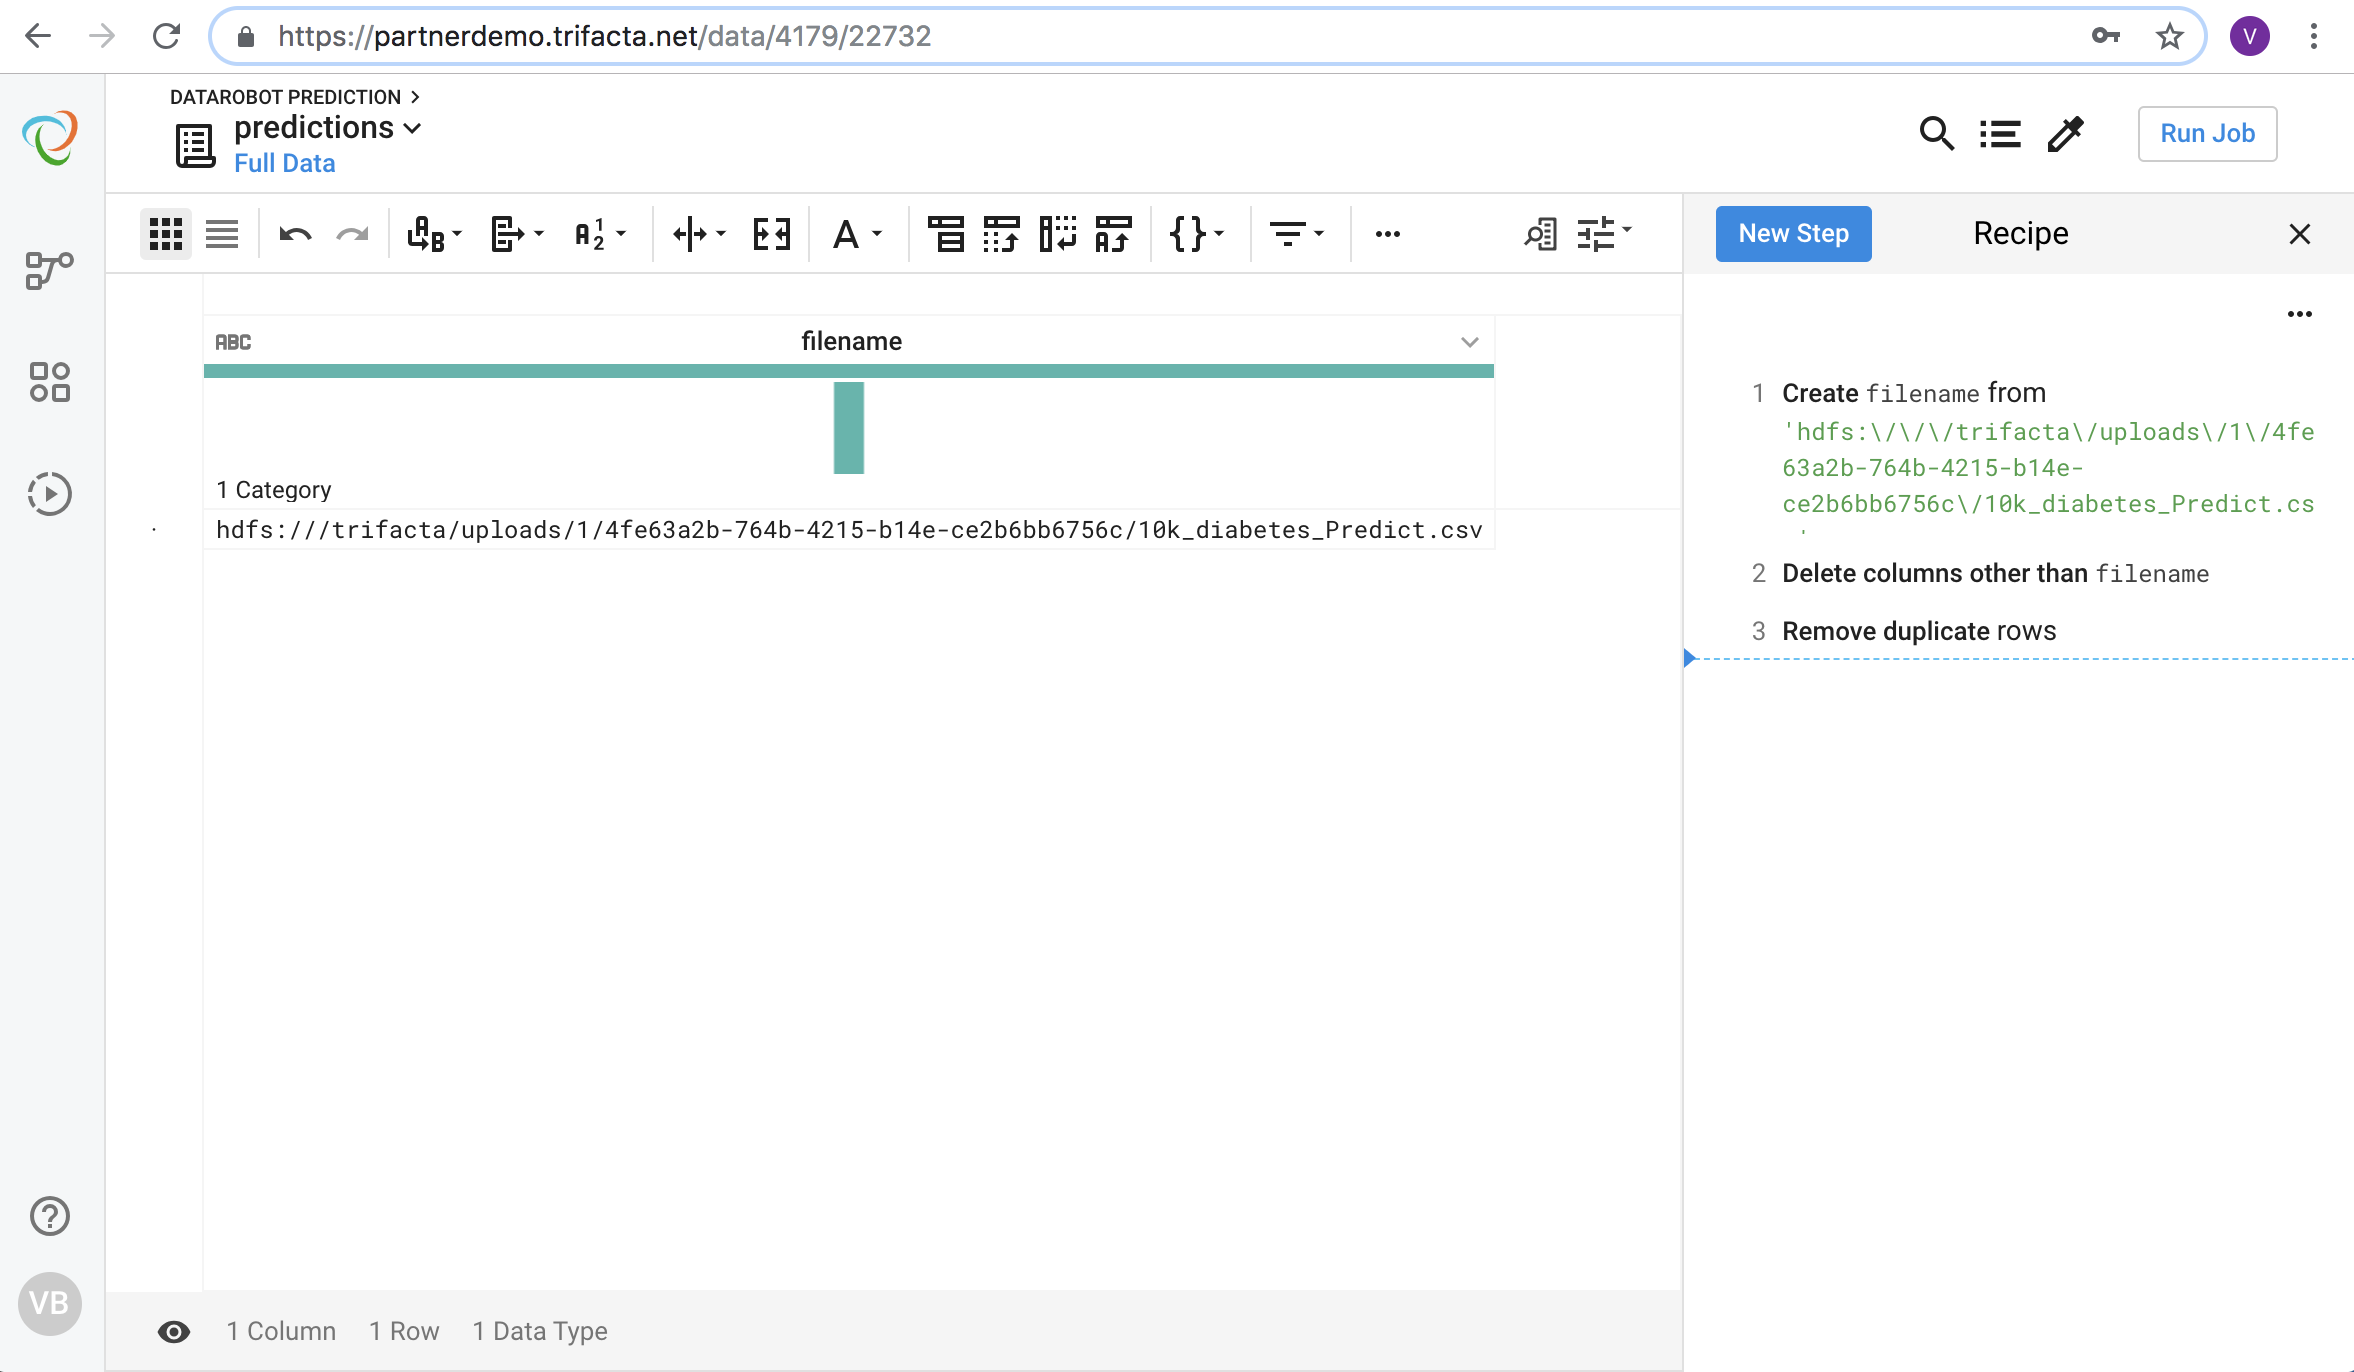 https://partnerdemo.trifacta.net/data/4179/22732
V
DATAROBOT PREDICTION
predictions
Full Data
Run Job
New Step
Recipe
ABC
filename
1 Category
hdfs:///trifacta/uploads/1/4fe63a2b-764b-4215-b14e-ce2b6bb6756c/10k_diabetes_Predict.csv
1 Create filename from
'hdfs:\/\/\/trifacta\/uploads\/1\/4fe
63a2b-764b-4215-b14e-
ce2b6bb6756c\/10k_diabetes_Predict.cs
'
2 Delete columns other than filename
3 Remove duplicate rows
VB
1 Column 1 Row 1 Data Type